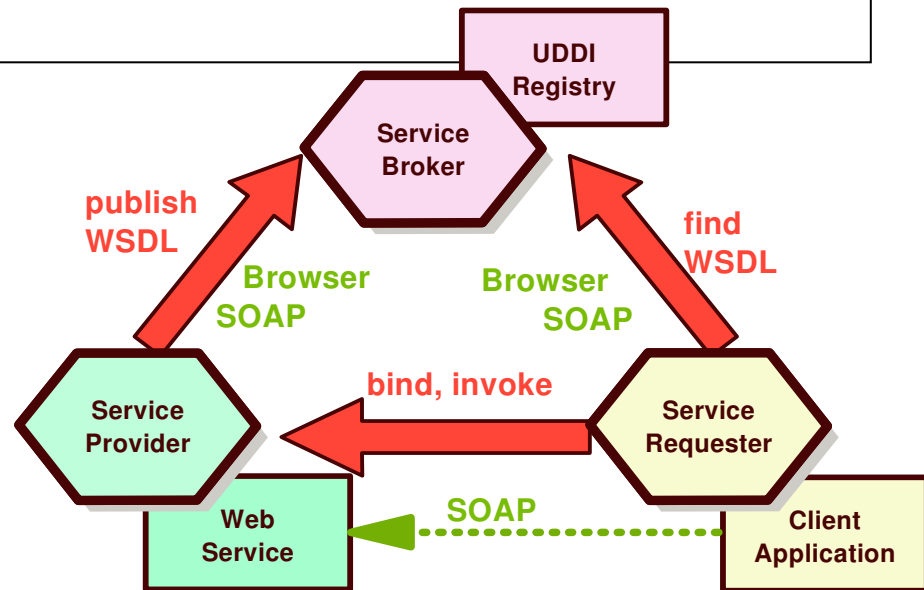 UDDI
Registry
Service
Broker
publish
WSDL
find
WSDL
Browser
SOAP
Browser
SOAP
bind, invoke
Service
Provider
Service
Requester
SOAP
Web
Service
Client
Application